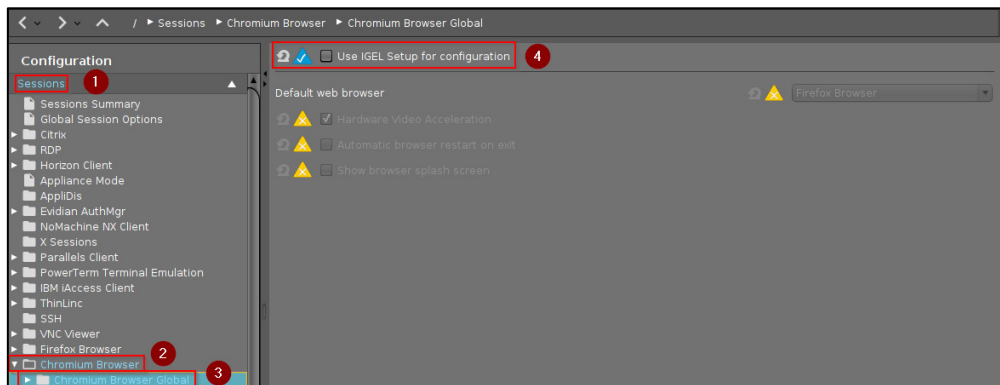 / Sessions Chromium Browser Chromium Browser Global
Configuration
Sessions
1
Sessions Summary
Global Session Options
Citrix
RDP
Horizon Client
Appliance Mode
AppliDis
Evidian AuthMgr
NoMachine NX Client
X Sessions
Parallels Client
PowerTerm Terminal Emulation
IBM iAccess Client
ThinLinc
SSH
VNC Viewer
Firefox Browser
2
Chromium Browser
3
Chromium Browser Global
Use IGEL Setup for configuration
4
Default web browser
Firefox Browser
Hardware Video Acceleration
Automatic browser restart on exit
Show browser splash screen